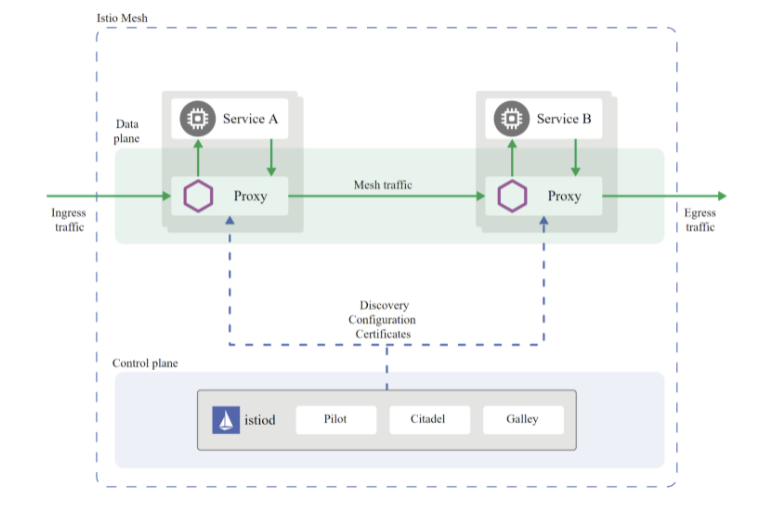 Istio Mesh
Service A
Service B
Data
plane
Proxy
Mesh traffic
Proxy
Ingress
traffic
Egress
traffic
Discovery
Configuration
Certificates
Control plane
istiod
Pilot
Citadel
Galley